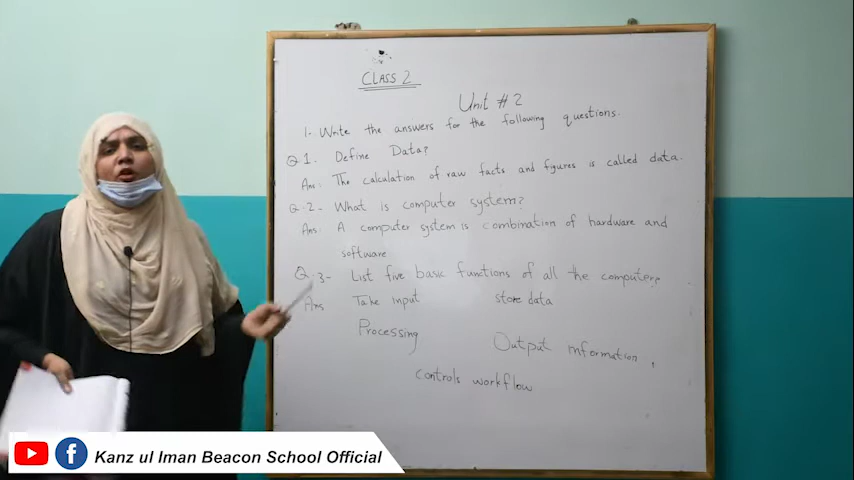 CLASS 2
Unit # 2
1. Write the answers for the following questions.
Q 1. Define Data?
Ans: The calculation of raw facts and figures is called data.
Q.2- What is computer system?
Ans: A computer system is combination of hardware and
software
Q.3- List five basic functions of all the computer?
Ans Take input store data
Processing Output information.
controls workflow
Kanz ul Iman Beacon School Official